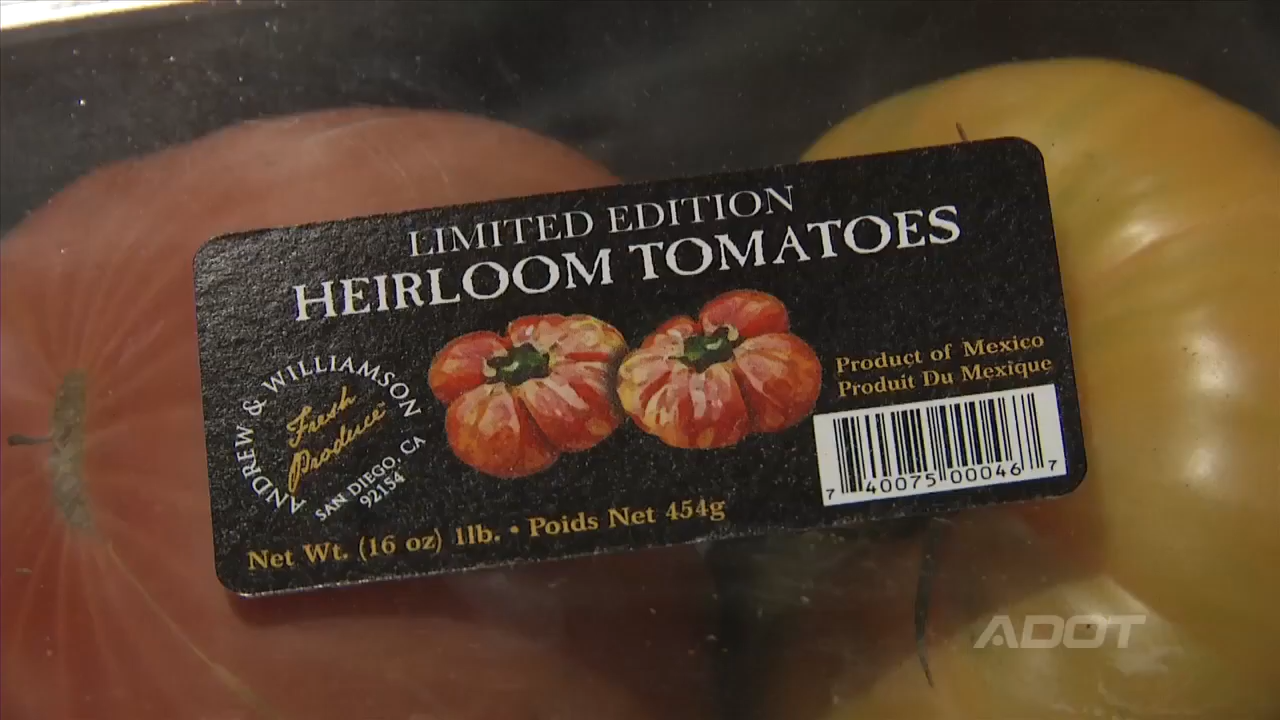 LIMITED EDITION
HEIRLOOM TOMATOES
ANDREW & WILLIAMSON
Fresh
Produce
SAN DIEGO, CA
92154
Product of Mexico
Produit Du Mexique
7 40075 00046 7
Net Wt. (16 oz) 1lb. • Poids Net 454g
ADOT